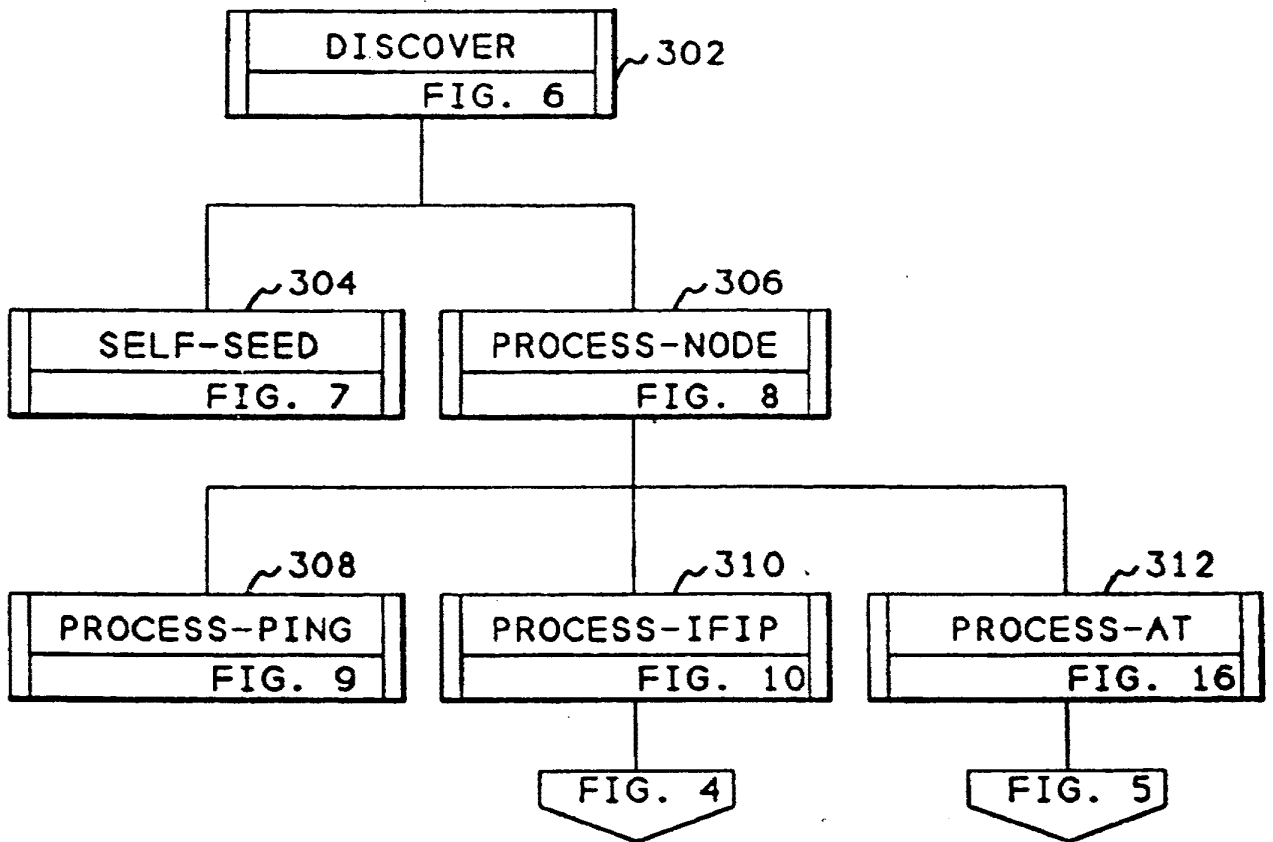 DISCOVER
302
FIG. 6
304
306
SELF-SEED
PROCESS-NODE
FIG. 7
FIG. 8
308
310
312
PROCESS-PING
PROCESS-IFIP
PROCESS-AT
FIG. 9
FIG. 10
FIG. 16
FIG. 4
FIG. 5